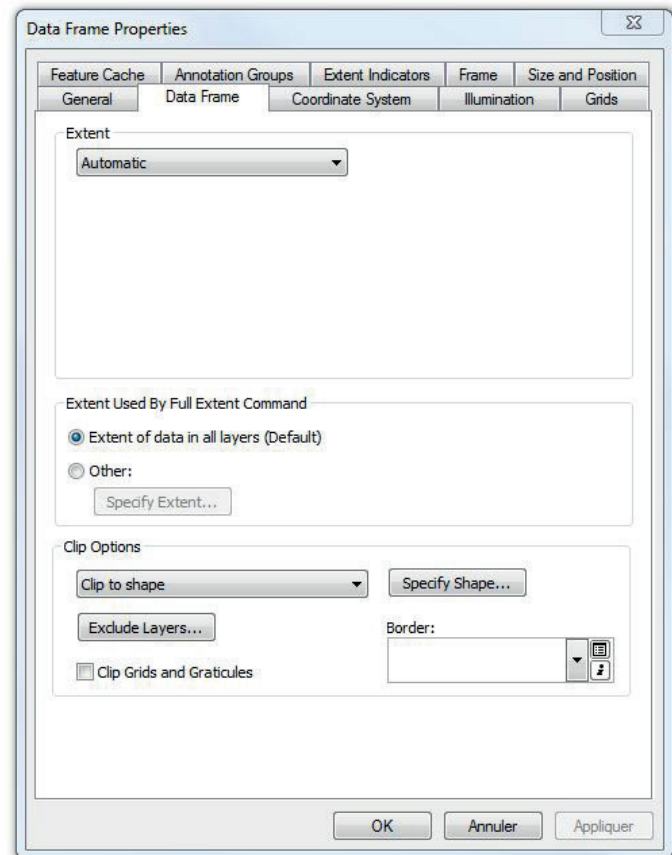 Data Frame Properties
Feature Cache Annotation Groups Extent Indicators Frame Size and Position
General Data Frame Coordinate System Illumination Grids
Extent
Automatic
Extent Used By Full Extent Command
Extent of data in all layers (Default)
Other:
Specify Extent...
Clip Options
Clip to shape Specify Shape...
Exclude Layers... Border:
Clip Grids and Graticules
OK Annuler Appliquer